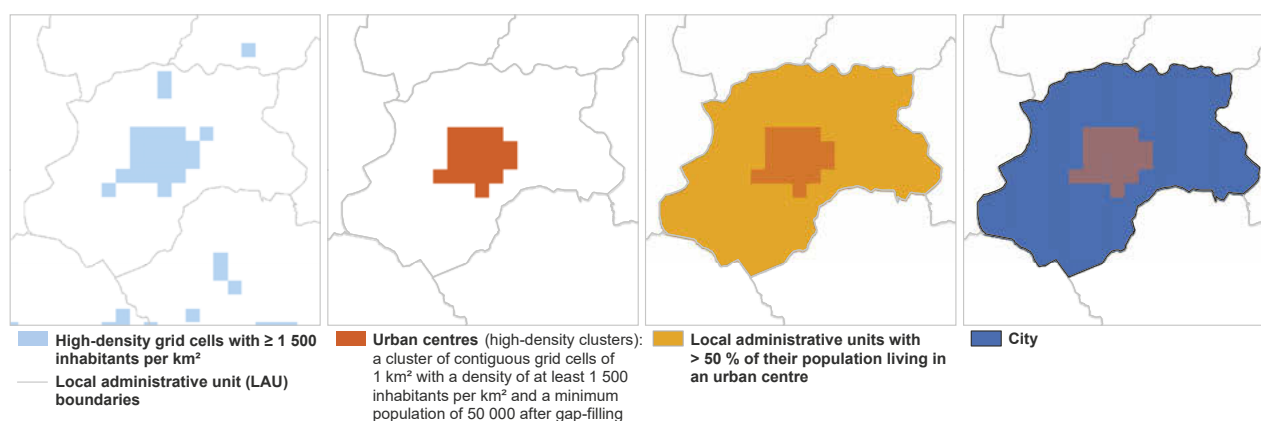 High-density grid cells with ≥ 1 500
inhabitants per km²
Local administrative unit (LAU)
boundaries
Urban centres (high-density clusters):
a cluster of contiguous grid cells of
1 km² with a density of at least 1 500
inhabitants per km² and a minimum
population of 50 000 after gap-filling
Local administrative units with
> 50 % of their population living in
an urban centre
City